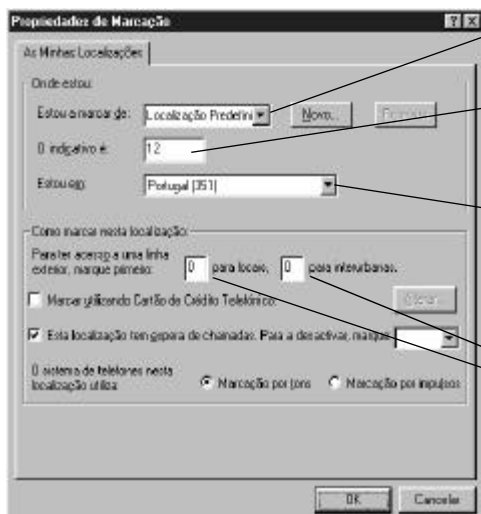 Propriedades de Marcação
As Minhas Localizações
Onde estou:
Estou a marcar de: Localização Predefini Novo...
O indicativo é: 12
Estou em: Portugal (351)
Como marcar nesta localização:
Para ter acesso a uma linha
exterior, marque primeiro: 0 para locais, 0 para interurbanas.
Marcar utilizando Cartão de Crédito Telefónico: Alterar...
Esta localização tem espera de chamadas. Para a desactivar, marque:
O sistema de telefones nesta
localização utiliza: Marcação por tons Marcação por impulsos
OK Cancelar